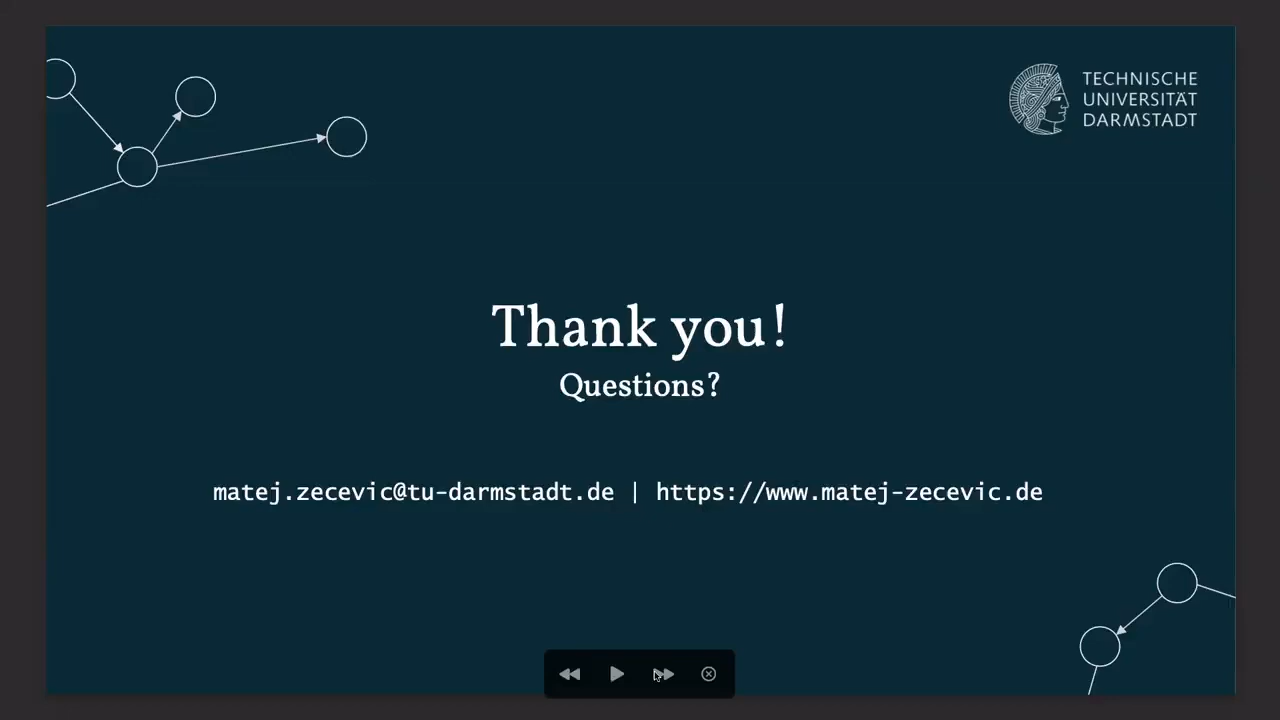 TECHNISCHE
UNIVERSITÄT
DARMSTADT
Thank you!
Questions?
matej.zecevic@tu-darmstadt.de | https://www.matej-zecevic.de